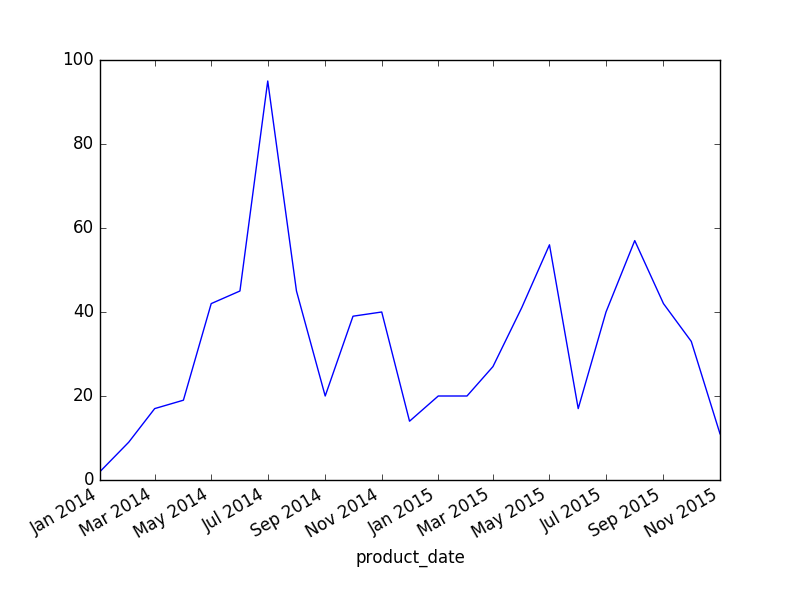 100
80
60
40
20
0
Jan 2014
Mar 2014
May 2014
Jul 2014
Sep 2014
Nov 2014
Jan 2015
Mar 2015
May 2015
Jul 2015
Sep 2015
Nov 2015
product_date